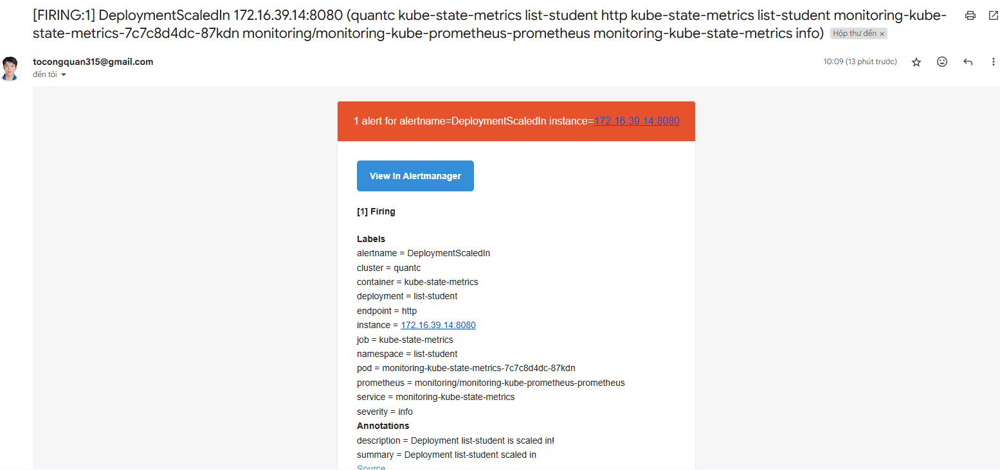 [FIRING:1] DeploymentScaledIn 172.16.39.14:8080 (quantc kube-state-metrics list-student http kube-state-metrics list-student monitoring-kube-
state-metrics-7c7c8d4dc-87kdn monitoring/monitoring-kube-prometheus-prometheus monitoring-kube-state-metrics info) Hộp thư đến ×
tocongquan315@gmail.com
10:09 (13 phút trước)
đến tôi
1 alert for alertname=DeploymentScaledIn instance=172.16.39.14:8080
View In Alertmanager
[1] Firing
Labels
alertname = DeploymentScaledIn
cluster = quantc
container = kube-state-metrics
deployment = list-student
endpoint = http
instance = 172.16.39.14:8080
job = kube-state-metrics
namespace = list-student
pod = monitoring-kube-state-metrics-7c7c8d4dc-87kdn
prometheus = monitoring/monitoring-kube-prometheus-prometheus
service = monitoring-kube-state-metrics
severity = info
Annotations
description = Deployment list-student is scaled in!
summary = Deployment list-student scaled in
Source